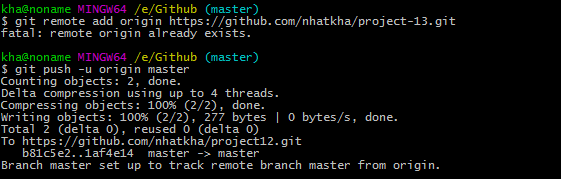 kha@noname MINGW64 /e/Github (master)
$ git remote add origin https://github.com/nhatkha/project-13.git
fatal: remote origin already exists.
kha@noname MINGW64 /e/Github (master)
$ git push -u origin master
Counting objects: 2, done.
Delta compression using up to 4 threads.
Compressing objects: 100% (2/2), done.
Writing objects: 100% (2/2), 277 bytes | 0 bytes/s, done.
Total 2 (delta 0), reused 0 (delta 0)
To https://github.com/nhatkha/project12.git
   b81c5e2..1af4e14  master -> master
Branch master set up to track remote branch master from origin.